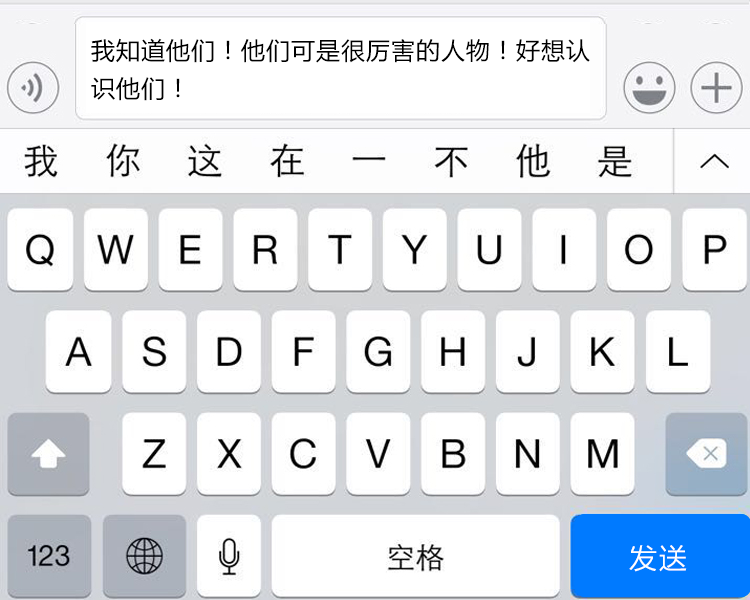 我知道他们！他们可是很厉害的人物！好想认
识他们！
我 你 这 在 一 不 他 是
Q W E R T Y U I O P
A S D F G H J K L
Z X C V B N M
123 空格 发送